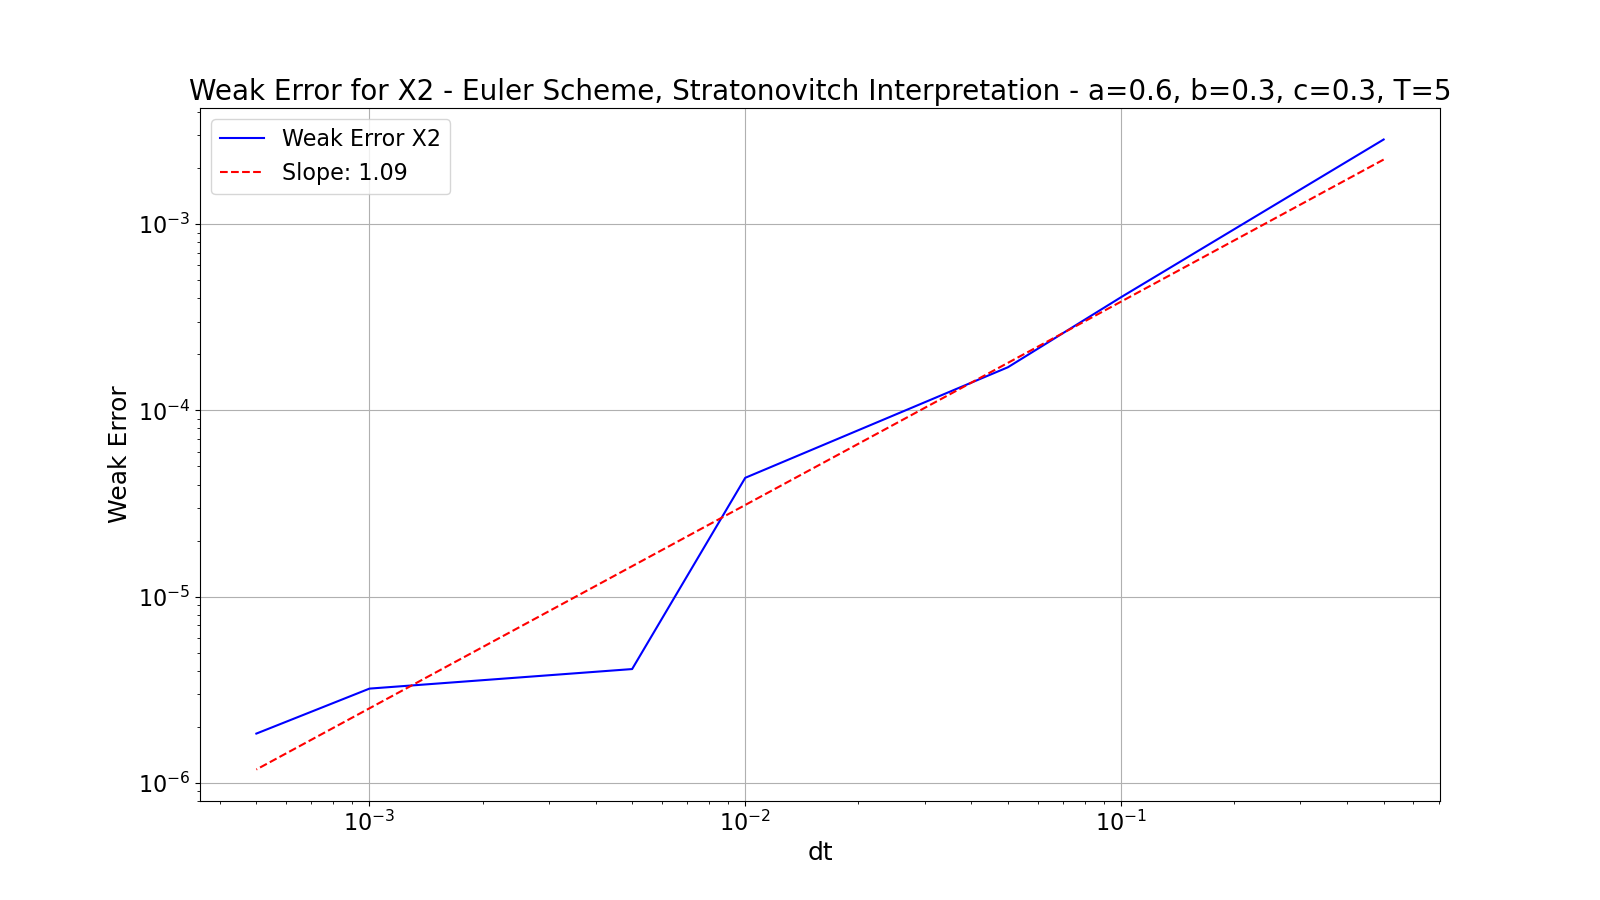 Weak Error for X2 - Euler Scheme, Stratonovitch Interpretation - a=0.6, b=0.3, c=0.3, T=5
Weak Error X2
Slope: 1.09
10⁻³
10⁻⁴
10⁻⁵
10⁻⁶
Weak Error
10⁻³ 10⁻² 10⁻¹
dt